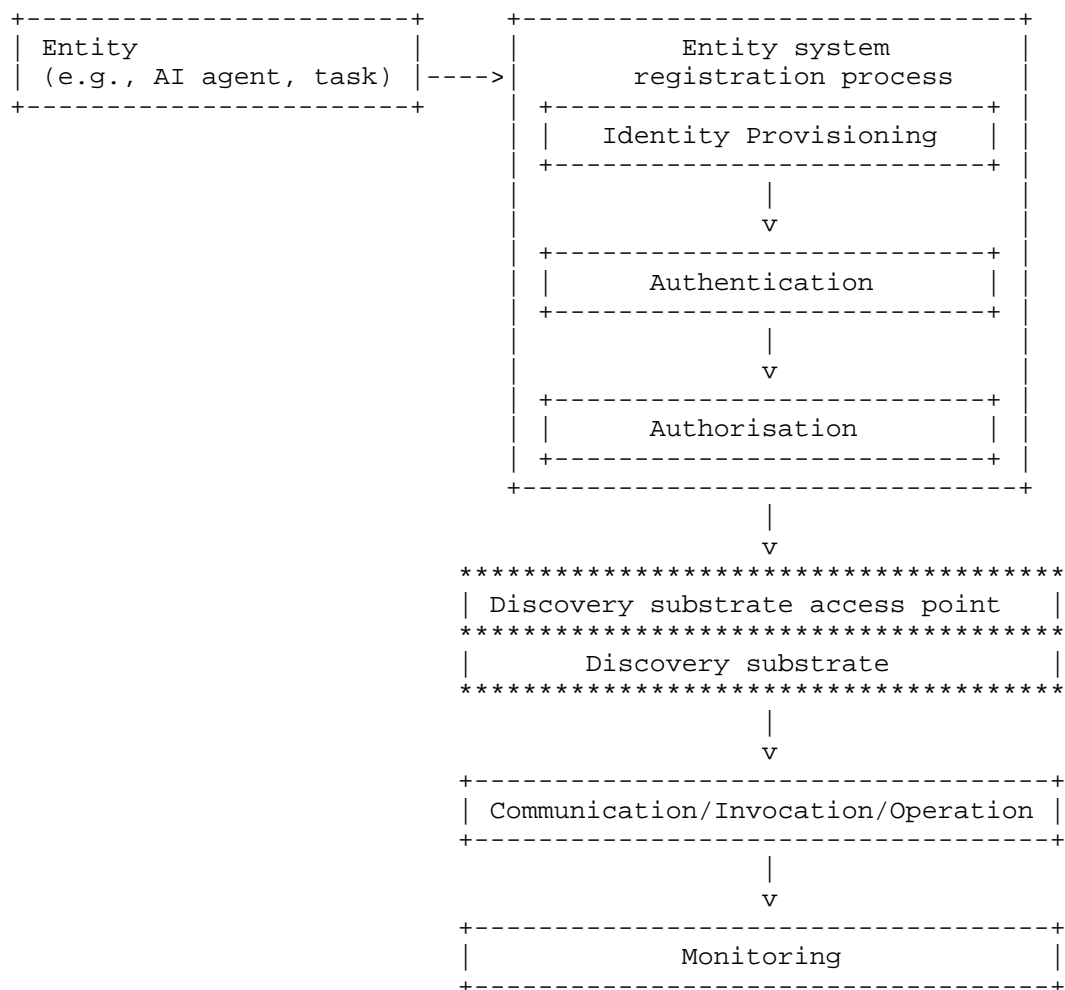 Entity
(e.g., AI agent, task)
Entity system
registration process
Identity Provisioning
Authentication
Authorisation
Discovery substrate access point
Discovery substrate
Communication/Invocation/Operation
Monitoring